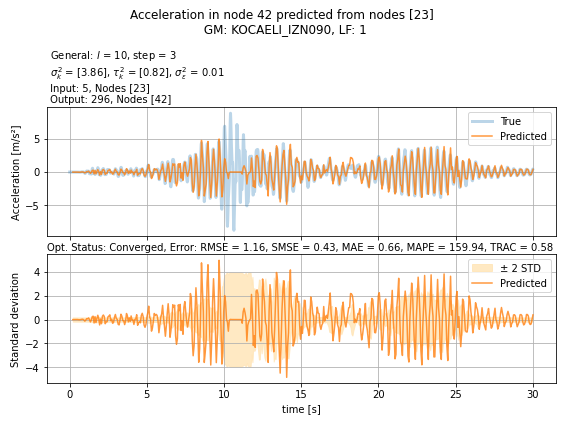 Acceleration in node 42 predicted from nodes [23]
GM: KOCAELI_IZN090, LF: 1
General: l = 10, step = 3
σ²ₖ = [3.86], τ²ₖ = [0.82], σ²ε = 0.01
Input: 5, Nodes [23]
Output: 296, Nodes [42]
Acceleration [m/s²]
5
0
−5
True
Predicted
Opt. Status: Converged, Error: RMSE = 1.16, SMSE = 0.43, MAE = 0.66, MAPE = 159.94, TRAC = 0.58
Standard deviation
4
2
0
−2
−4
± 2 STD
Predicted
0 5 10 15 20 25 30
time [s]